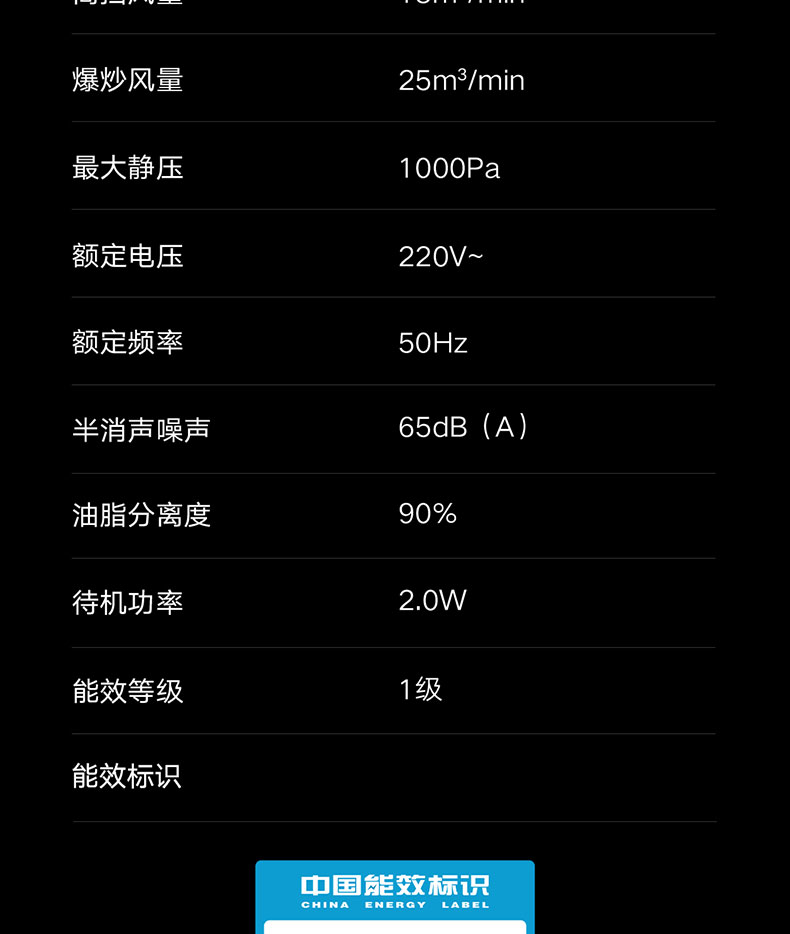 爆炒风量 25m³/min
最大静压 1000Pa
额定电压 220V~
额定频率 50Hz
半消声噪声 65dB（A）
油脂分离度 90%
待机功率 2.0W
能效等级 1级
能效标识
中国能效标识
CHINA ENERGY LABEL